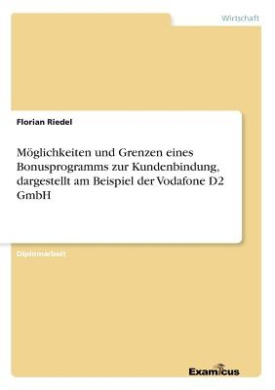 Wirtschaft
Florian Riedel
Möglichkeiten und Grenzen eines
Bonusprogramms zur Kundenbindung,
dargestellt am Beispiel der Vodafone D2
GmbH
Diplomarbeit
Examicus